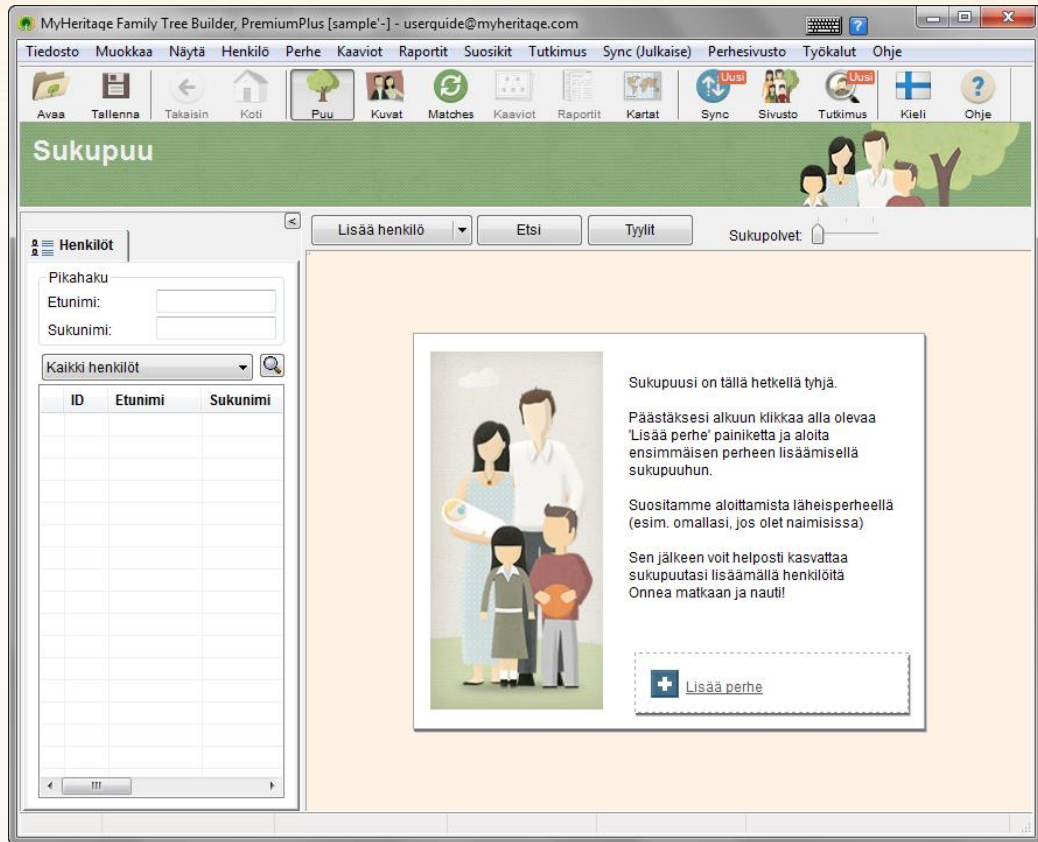 MyHeritage Family Tree Builder, PremiumPlus [sample'-] - userguide@myheritage.com
?
Tiedosto Muokkaa Näytä Henkilö Perhe Kaaviot Raportit Suosikit Tutkimus Sync (Julkaise) Perhesivusto Työkalut Ohje
Uusi Uusi ?
Avaa Tallenna Takaisin Koti Puu Kuvat Matches Kaaviot Raportit Kartat Sync Sivusto Tutkimus Kieli Ohje
Sukupuu
<
Lisää henkilö Etsi Tyylit Sukupolvet:
Henkilöt
Pikahaku
Etunimi:
Sukunimi:
Kaikki henkilöt
ID Etunimi Sukunimi
Sukupuusi on tällä hetkellä tyhjä.
Päästäksesi alkuun klikkaa alla olevaa
'Lisää perhe' painiketta ja aloita
ensimmäisen perheen lisäämisellä
sukupuuhun.
Suositamme aloittamista läheisperheellä
(esim. omallasi, jos olet naimisissa)
Sen jälkeen voit helposti kasvattaa
sukupuutasi lisäämällä henkilöitä
Onnea matkaan ja nauti!
Lisää perhe